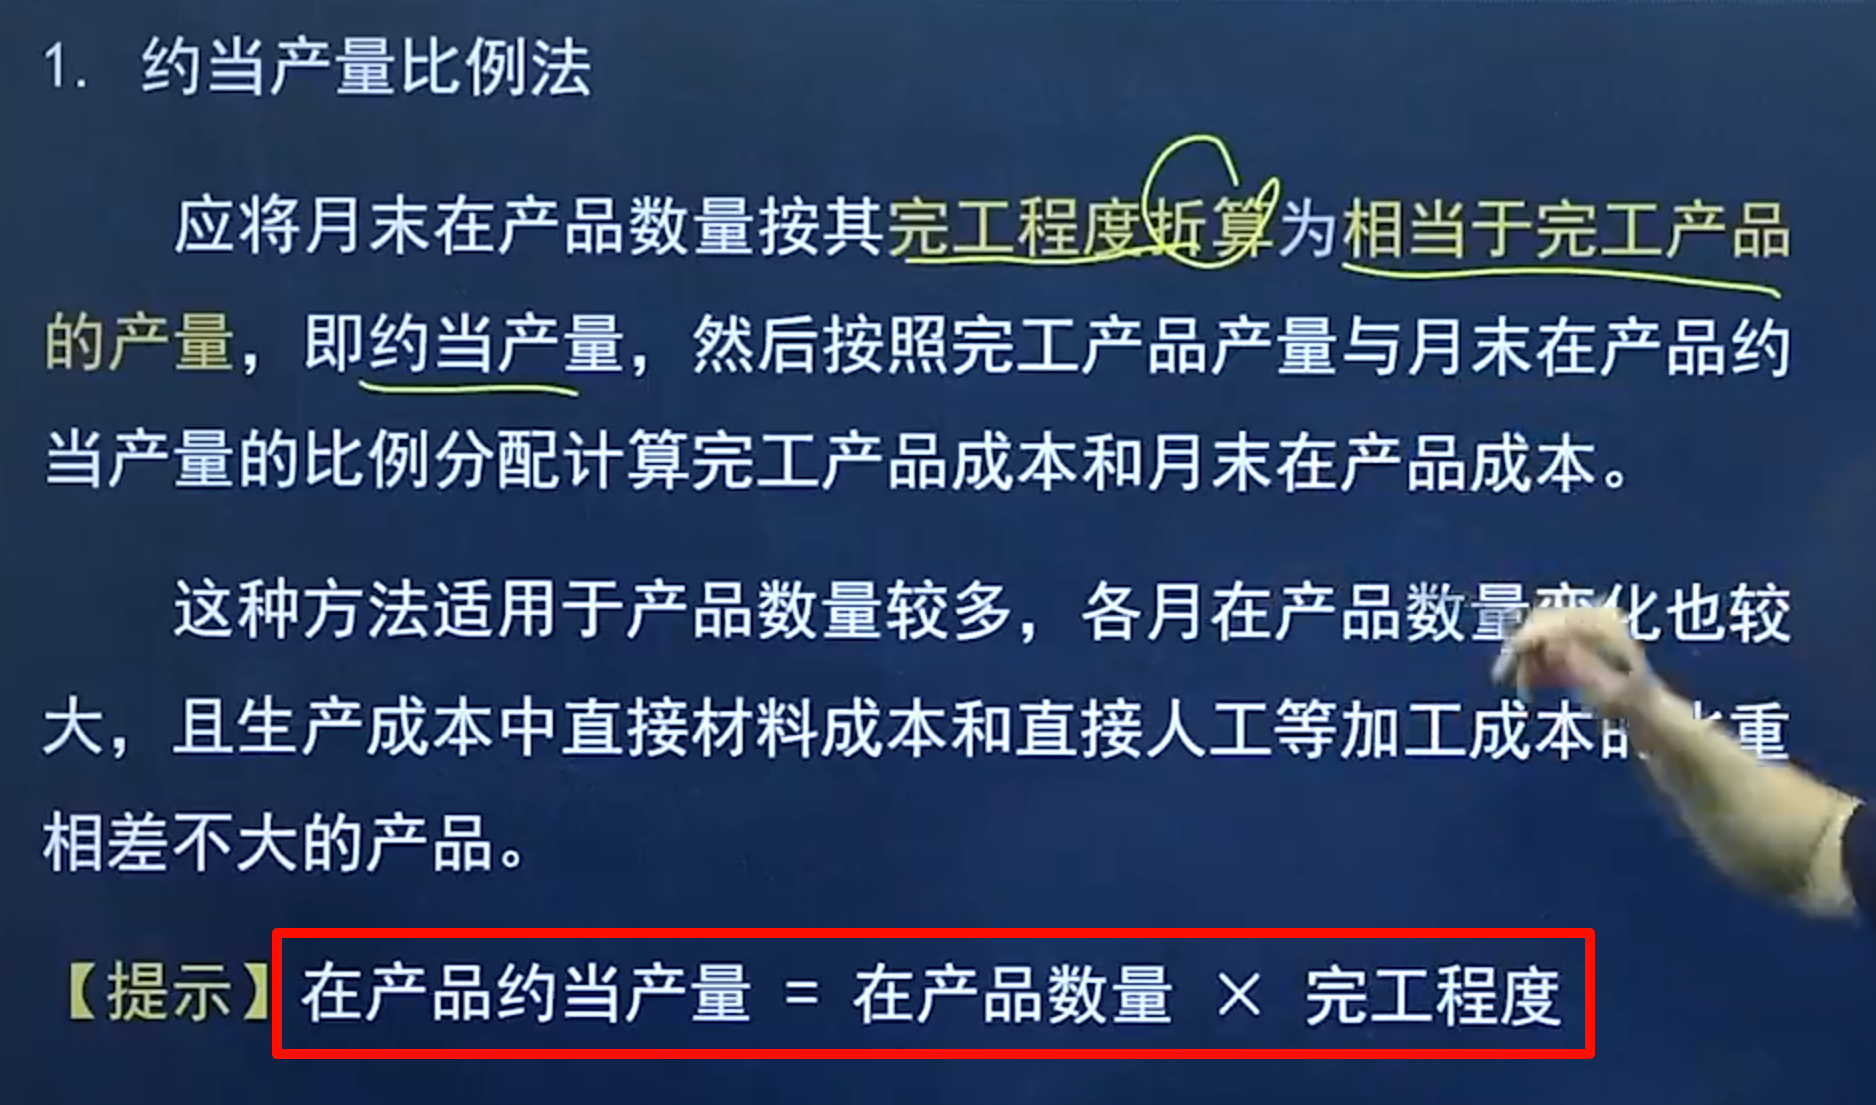 1. 约当产量比例法
应将月末在产品数量按其完工程度折算为相当于完工产品
的产量，即约当产量，然后按照完工产品产量与月末在产品约
当产量的比例分配计算完工产品成本和月末在产品成本。
这种方法适用于产品数量较多，各月在产品数量变化也较
大，且生产成本中直接材料成本和直接人工等加工成本的比重
相差不大的产品。
【提示】在产品约当产量 = 在产品数量 × 完工程度